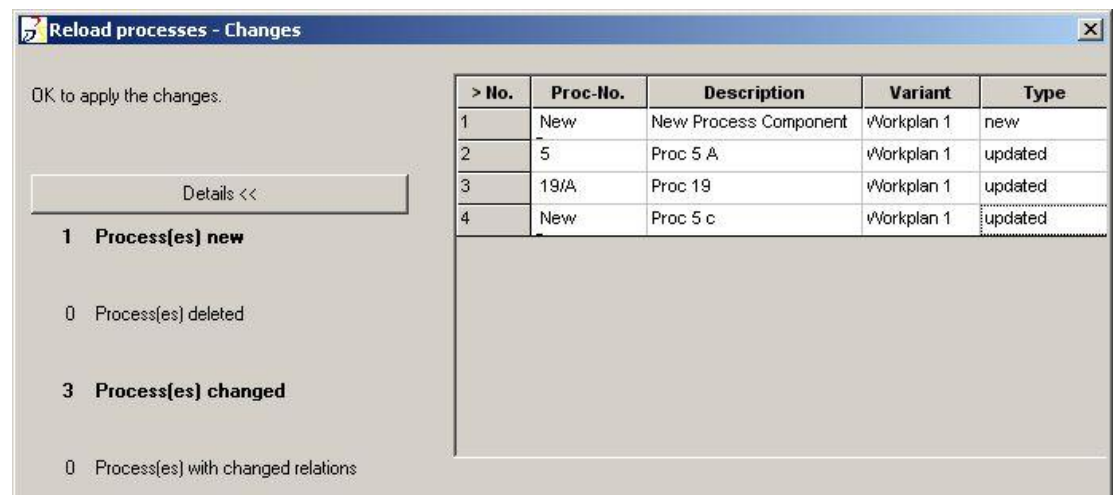 Reload processes - Changes
OK to apply the changes.
Details <<
1 Process(es) new
0 Process(es) deleted
3 Process(es) changed
0 Process(es) with changed relations
> No. Proc-No. Description Variant Type
1 New New Process Component Workplan 1 new
2 5 Proc 5 A Workplan 1 updated
3 19/A Proc 19 Workplan 1 updated
4 New Proc 5 c Workplan 1 updated